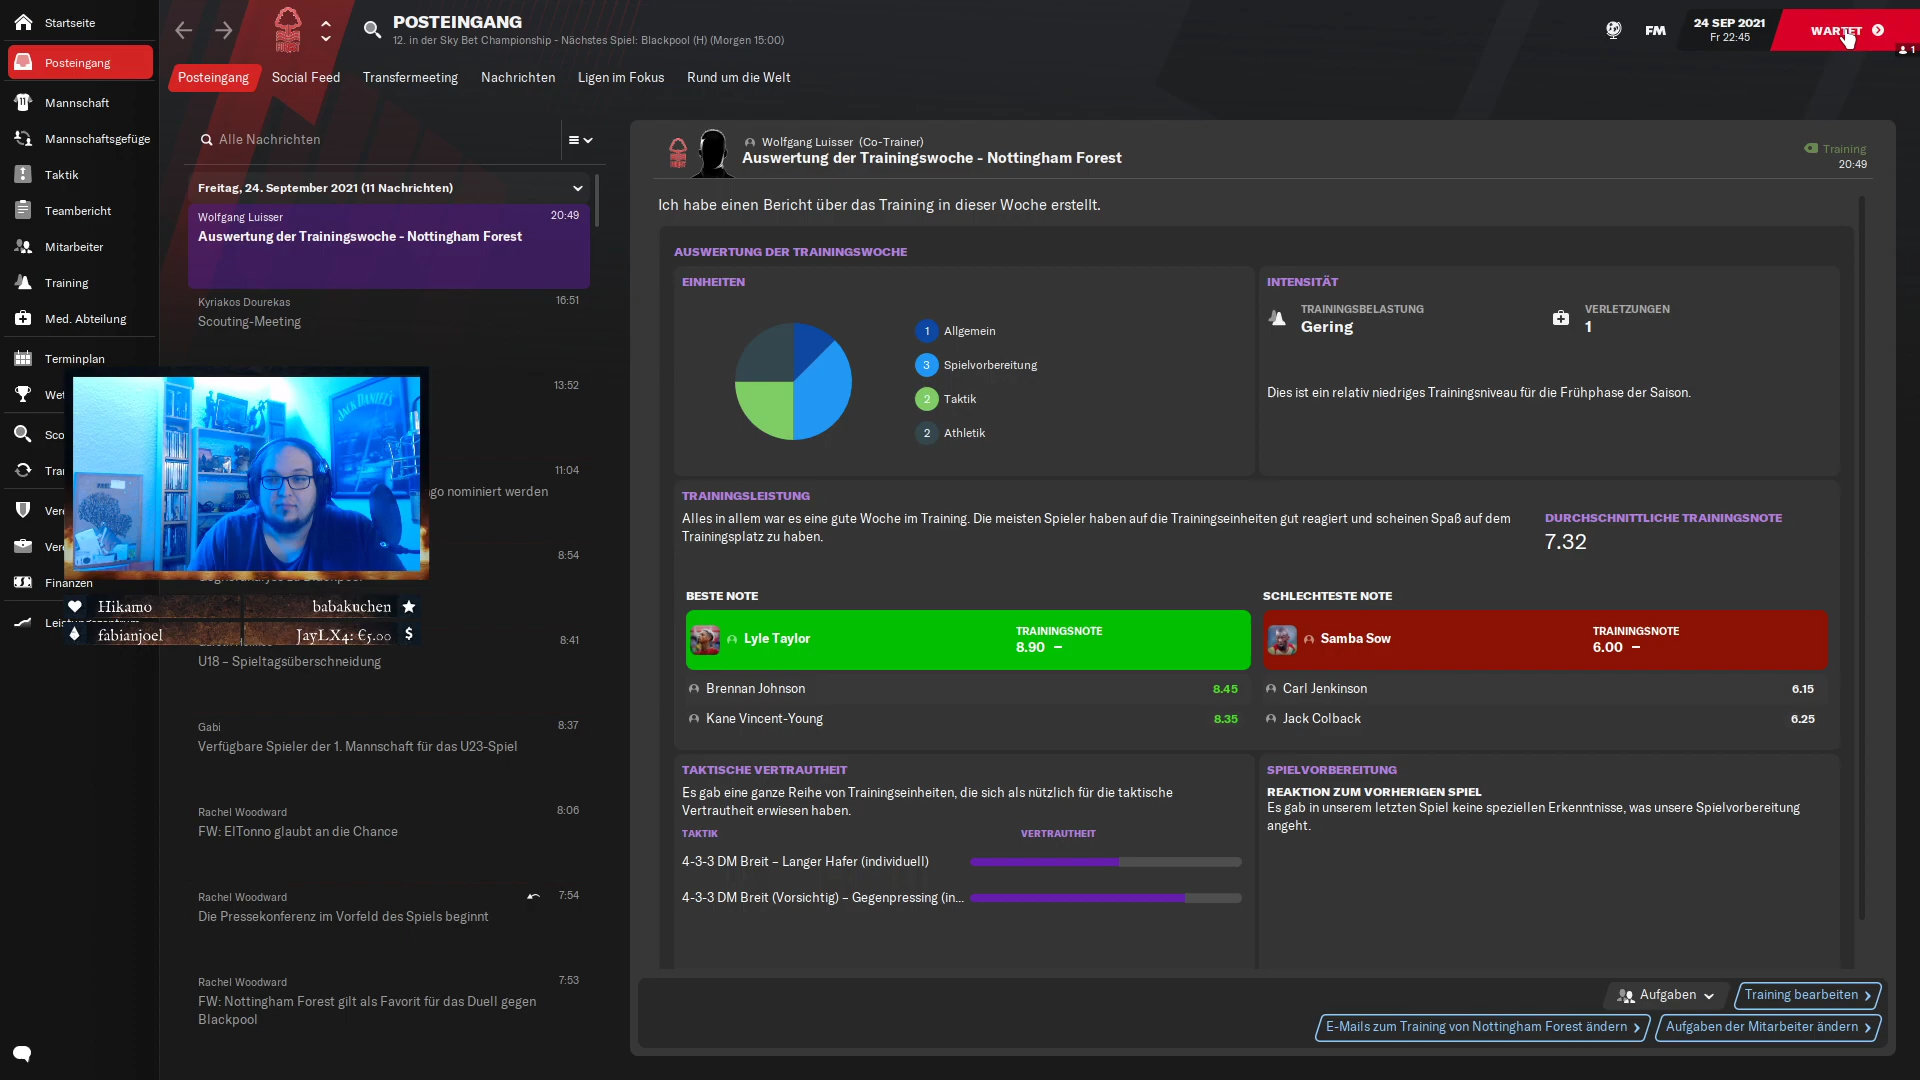 Startseite
Posteingang
Mannschaft
Mannschaftsgefüge
Taktik
Teambericht
Mitarbeiter
Training
Med. Abteilung
Terminplan
Finanzen
POSTEINGANG
12. in der Sky Bet Championship - Nächstes Spiel: Blackpool (H) (Morgen 15:00)
FM
24 SEP 2021
Fr 22:45
WARTET
1
Posteingang
Social Feed
Transfermeeting
Nachrichten
Ligen im Fokus
Rund um die Welt
Alle Nachrichten
Freitag, 24. September 2021 (11 Nachrichten)
Wolfgang Luisser 20:49
Auswertung der Trainingswoche - Nottingham Forest
Kyriakos Dourekas 16:51
Scouting-Meeting
13:52
11:04
go nominiert werden
8:54
8:41
U18 – Spieltagsüberschneidung
Gabi 8:37
Verfügbare Spieler der 1. Mannschaft für das U23-Spiel
Rachel Woodward 8:06
FW: ElTonno glaubt an die Chance
Rachel Woodward 7:54
Die Pressekonferenz im Vorfeld des Spiels beginnt
Rachel Woodward 7:53
FW: Nottingham Forest gilt als Favorit für das Duell gegen
Blackpool
JACK DANIEL'S
Hikamo
babakuchen
fabianjoel
JayLX4: €5.00
$
Wolfgang Luisser (Co-Trainer)
Auswertung der Trainingswoche - Nottingham Forest
Training
20:49
Ich habe einen Bericht über das Training in dieser Woche erstellt.
AUSWERTUNG DER TRAININGSWOCHE
EINHEITEN
1 Allgemein
3 Spielvorbereitung
2 Taktik
2 Athletik
INTENSITÄT
TRAININGSBELASTUNG
Gering
VERLETZUNGEN
1
Dies ist ein relativ niedriges Trainingsniveau für die Frühphase der Saison.
TRAININGSLEISTUNG
Alles in allem war es eine gute Woche im Training. Die meisten Spieler haben auf die Trainingseinheiten gut reagiert und scheinen Spaß auf dem
Trainingsplatz zu haben.
DURCHSCHNITTLICHE TRAININGSNOTE
7.32
BESTE NOTE
Lyle Taylor
TRAININGSNOTE
8.90 –
Brennan Johnson 8.45
Kane Vincent-Young 8.35
SCHLECHTESTE NOTE
Samba Sow
TRAININGSNOTE
6.00 –
Carl Jenkinson 6.15
Jack Colback 6.25
TAKTISCHE VERTRAUTHEIT
Es gab eine ganze Reihe von Trainingseinheiten, die sich als nützlich für die taktische
Vertrautheit erwiesen haben.
TAKTIK VERTRAUTHEIT
4-3-3 DM Breit – Langer Hafer (individuell)
4-3-3 DM Breit (Vorsichtig) – Gegenpressing (in...
SPIELVORBEREITUNG
REAKTION ZUM VORHERIGEN SPIEL
Es gab in unserem letzten Spiel keine speziellen Erkenntnisse, was unsere Spielvorbereitung
angeht.
Aufgaben
Training bearbeiten
E-Mails zum Training von Nottingham Forest ändern
Aufgaben der Mitarbeiter ändern